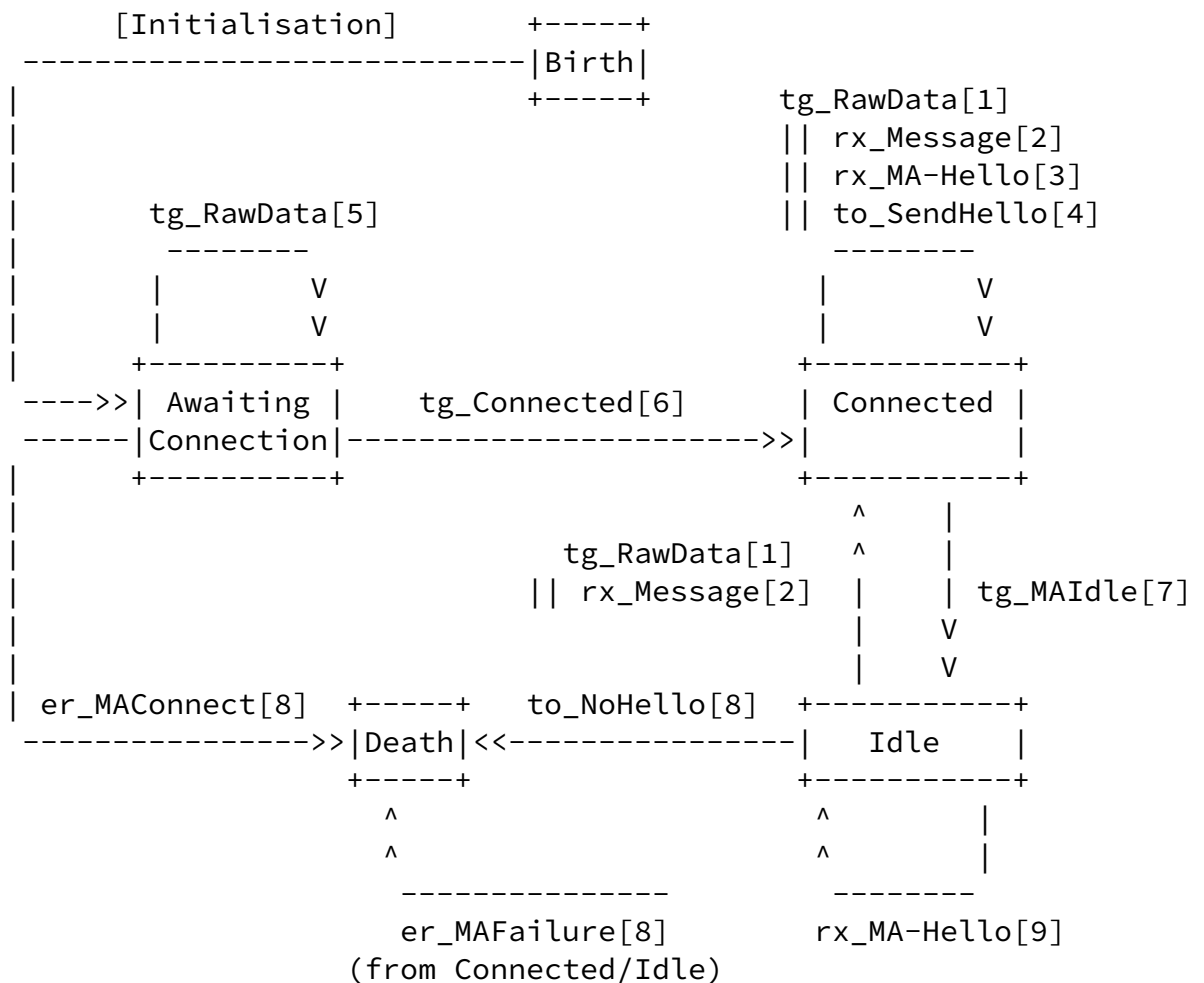 [Initialisation]
Birth
tg_RawData[1]
|| rx_Message[2]
|| rx_MA-Hello[3]
tg_RawData[5]
|| to_SendHello[4]
V V
V V
Awaiting tg_Connected[6] Connected
Connection
tg_RawData[1]
|| rx_Message[2] tg_MAIdle[7]
V
V
er_MAConnect[8] to_NoHello[8]
Death Idle
er_MAFailure[8] rx_MA-Hello[9]
(from Connected/Idle)